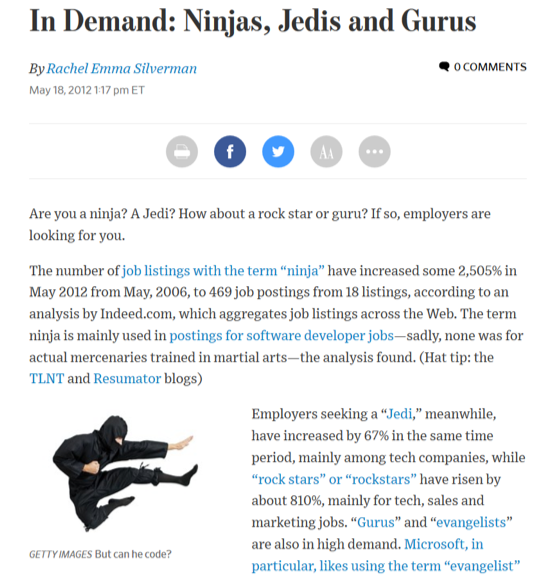 In Demand: Ninjas, Jedis and Gurus
By Rachel Emma Silverman
0 COMMENTS
May 18, 2012 1:17 pm ET
f
AA
Are you a ninja? A Jedi? How about a rock star or guru? If so, employers are
looking for you.
The number of job listings with the term “ninja” have increased some 2,505% in
May 2012 from May, 2006, to 469 job postings from 18 listings, according to an
analysis by Indeed.com, which aggregates job listings across the Web. The term
ninja is mainly used in postings for software developer jobs—sadly, none was for
actual mercenaries trained in martial arts—the analysis found. (Hat tip: the
TLNT and Resumator blogs)
Employers seeking a “Jedi,” meanwhile,
have increased by 67% in the same time
period, mainly among tech companies, while
“rock stars” or “rockstars” have risen by
about 810%, mainly for tech, sales and
marketing jobs. “Gurus” and “evangelists”
are also in high demand. Microsoft, in
particular, likes using the term “evangelist”
GETTY IMAGES But can he code?